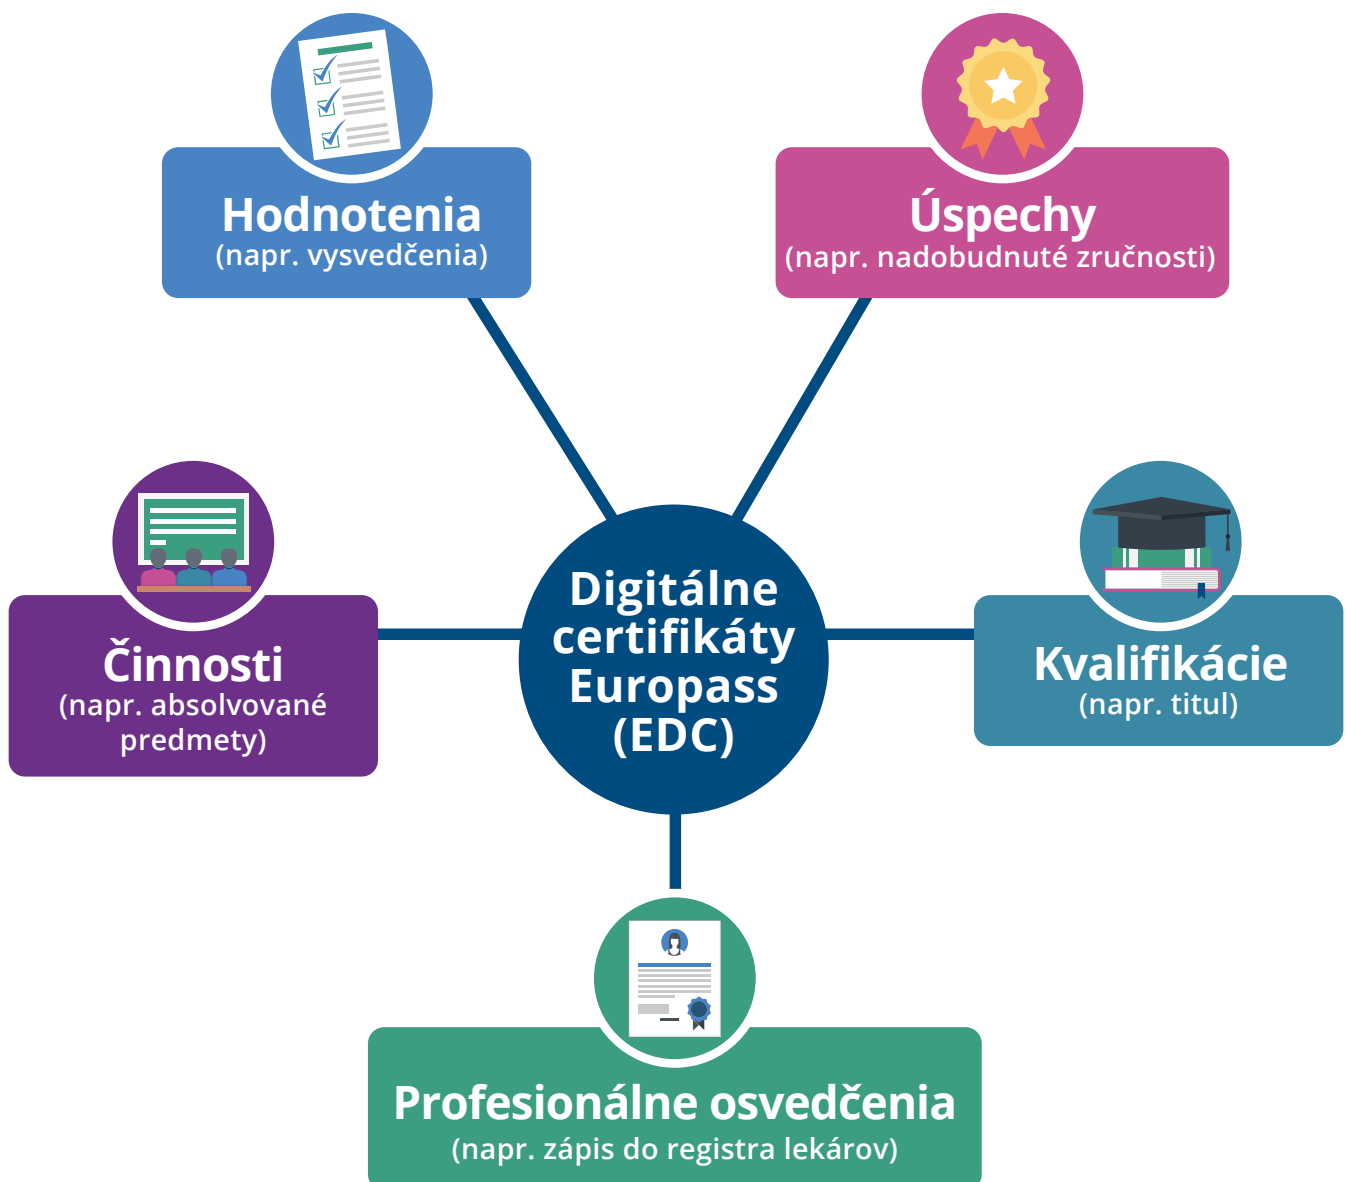 Hodnotenia
(napr. vysvedčenia)
Úspechy
(napr. nadobudnuté zručnosti)
Činnosti
(napr. absolvované
predmety)
Digitálne
certifikáty
Europass
(EDC)
Kvalifikácie
(napr. titul)
Profesionálne osvedčenia
(napr. zápis do registra lekárov)